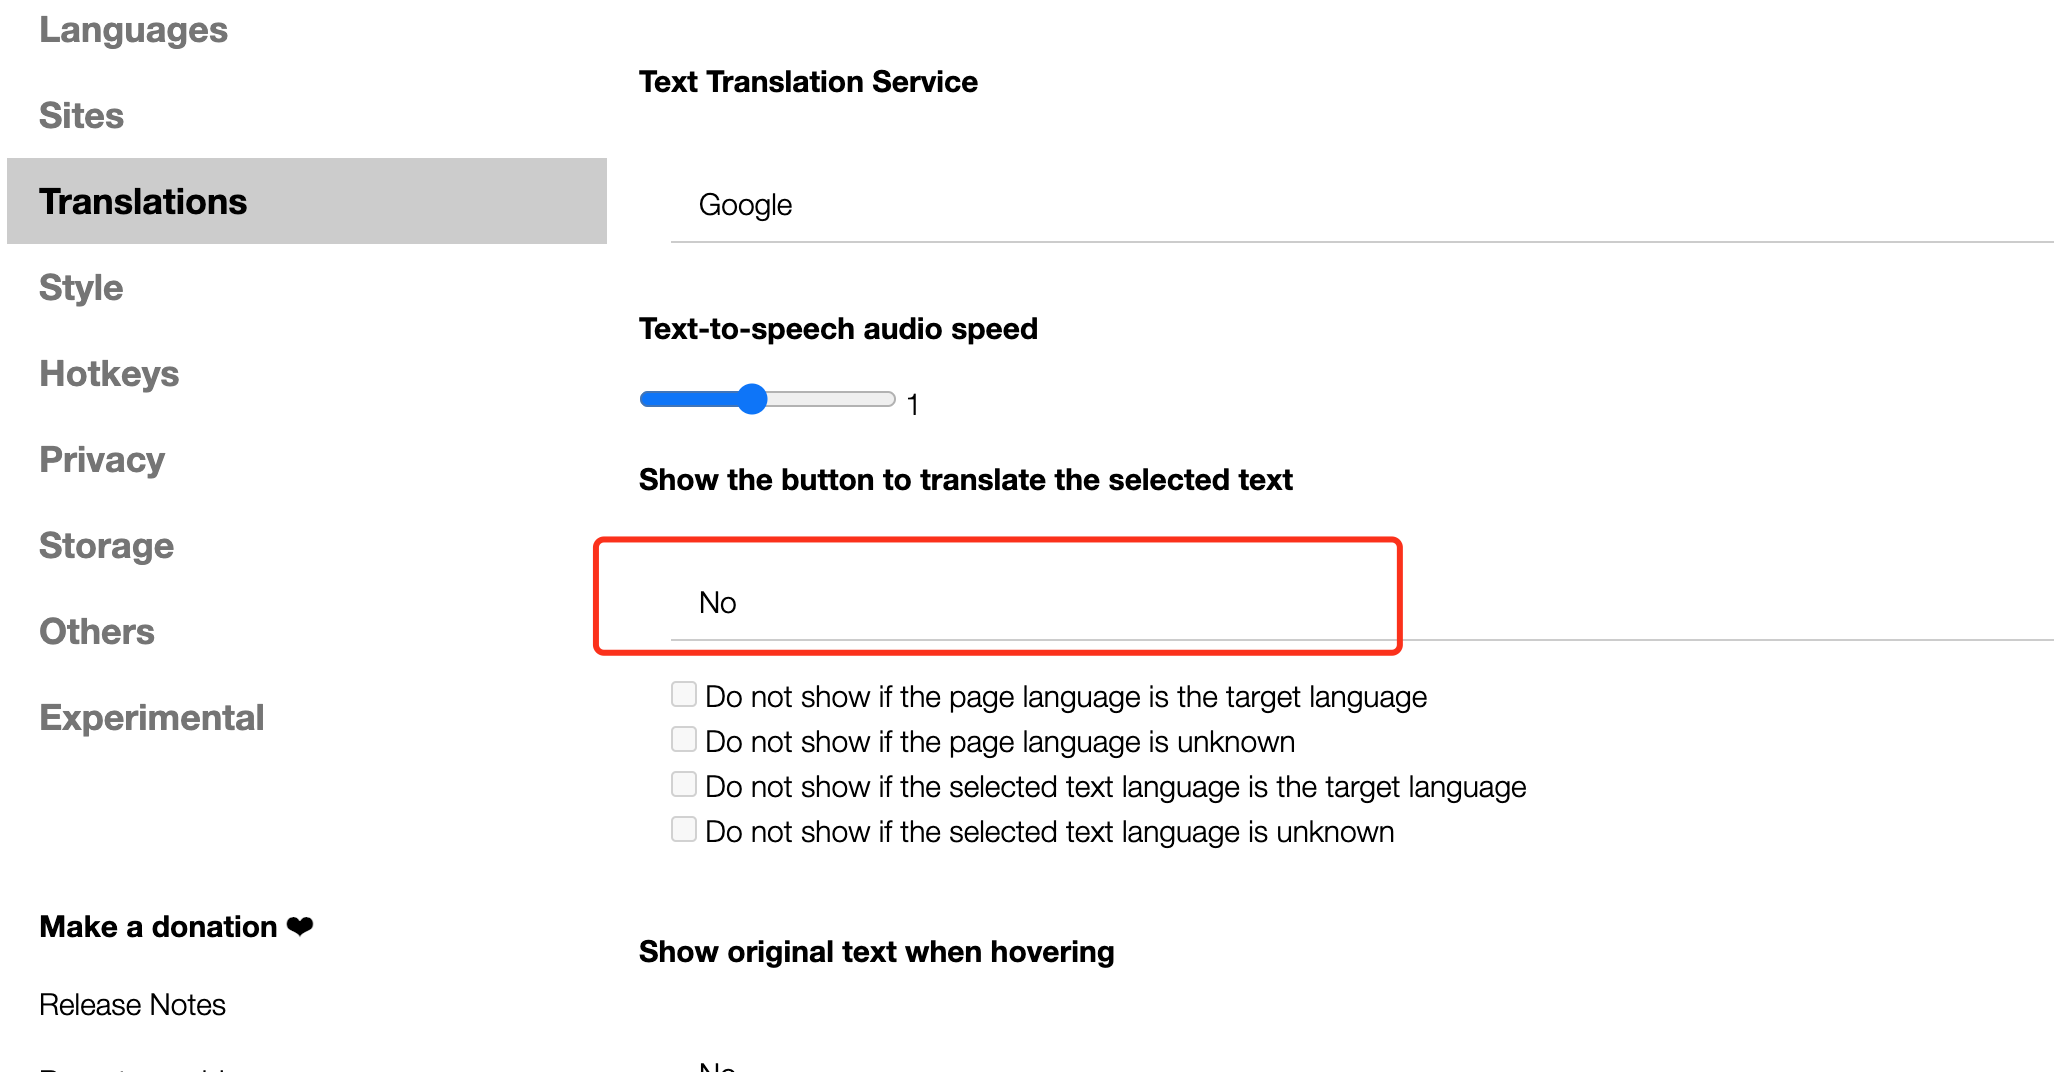 Languages
Sites
Translations
Style
Hotkeys
Privacy
Storage
Others
Experimental
Make a donation ❤
Release Notes
Text Translation Service
Google
Text-to-speech audio speed
1
Show the button to translate the selected text
No
Do not show if the page language is the target language
Do not show if the page language is unknown
Do not show if the selected text language is the target language
Do not show if the selected text language is unknown
Show original text when hovering
No